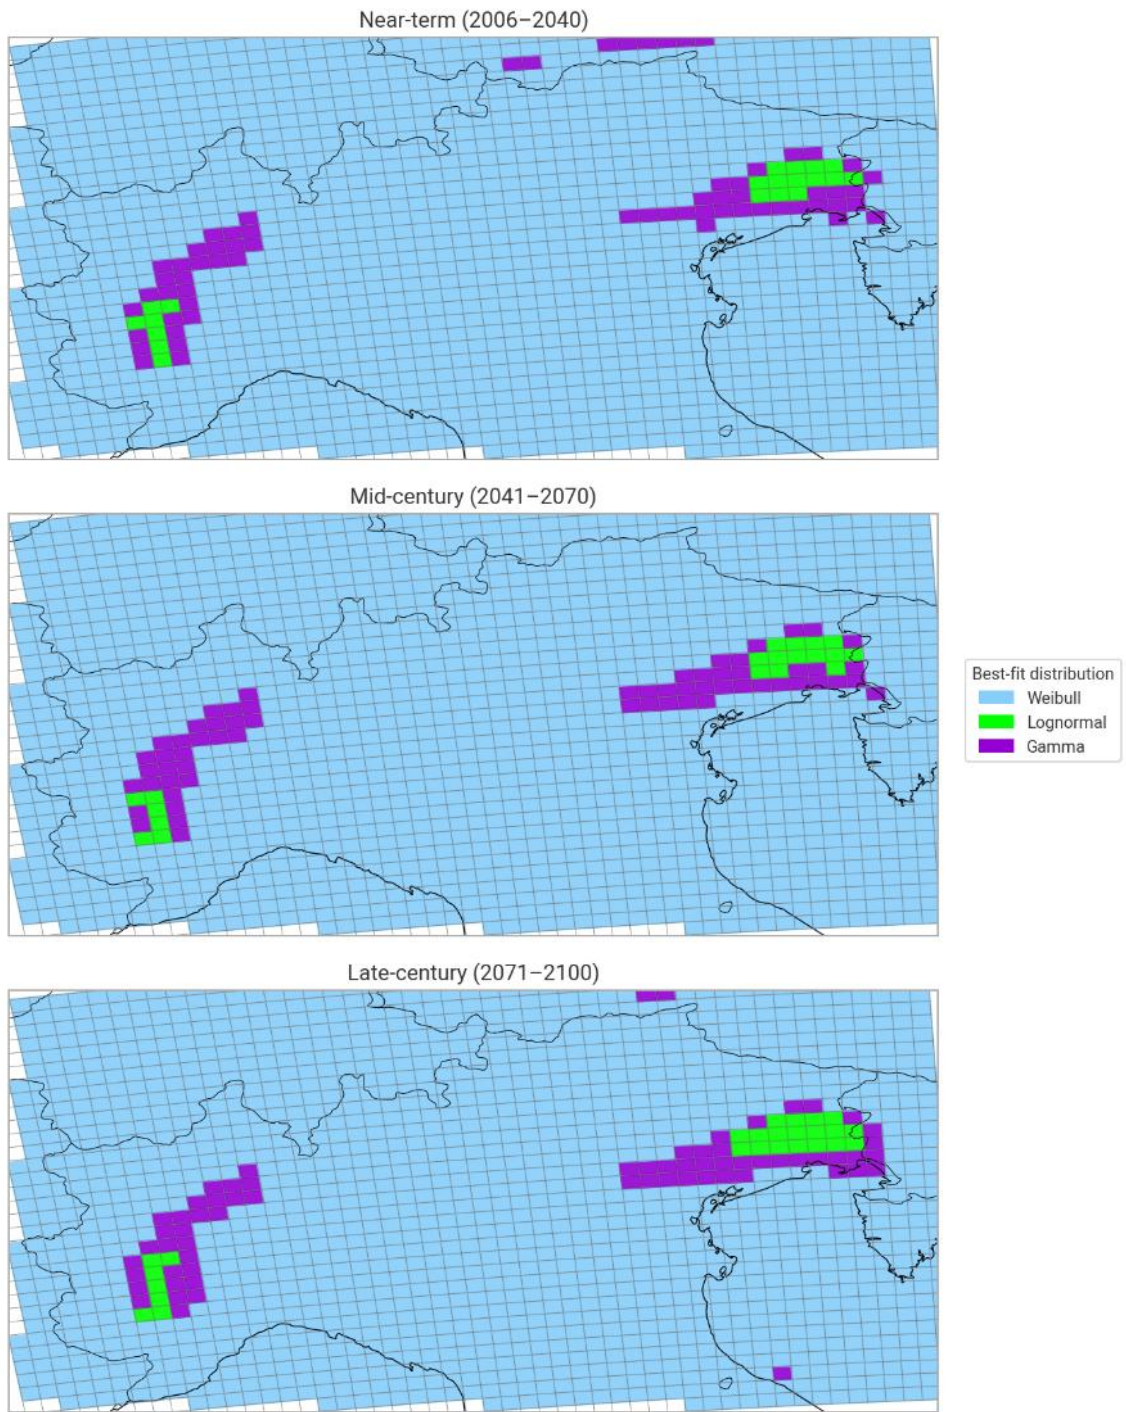 Near-term (2006–2040)
Mid-century (2041–2070)
Best-fit distribution
Weibull
Lognormal
Gamma
Late-century (2071–2100)